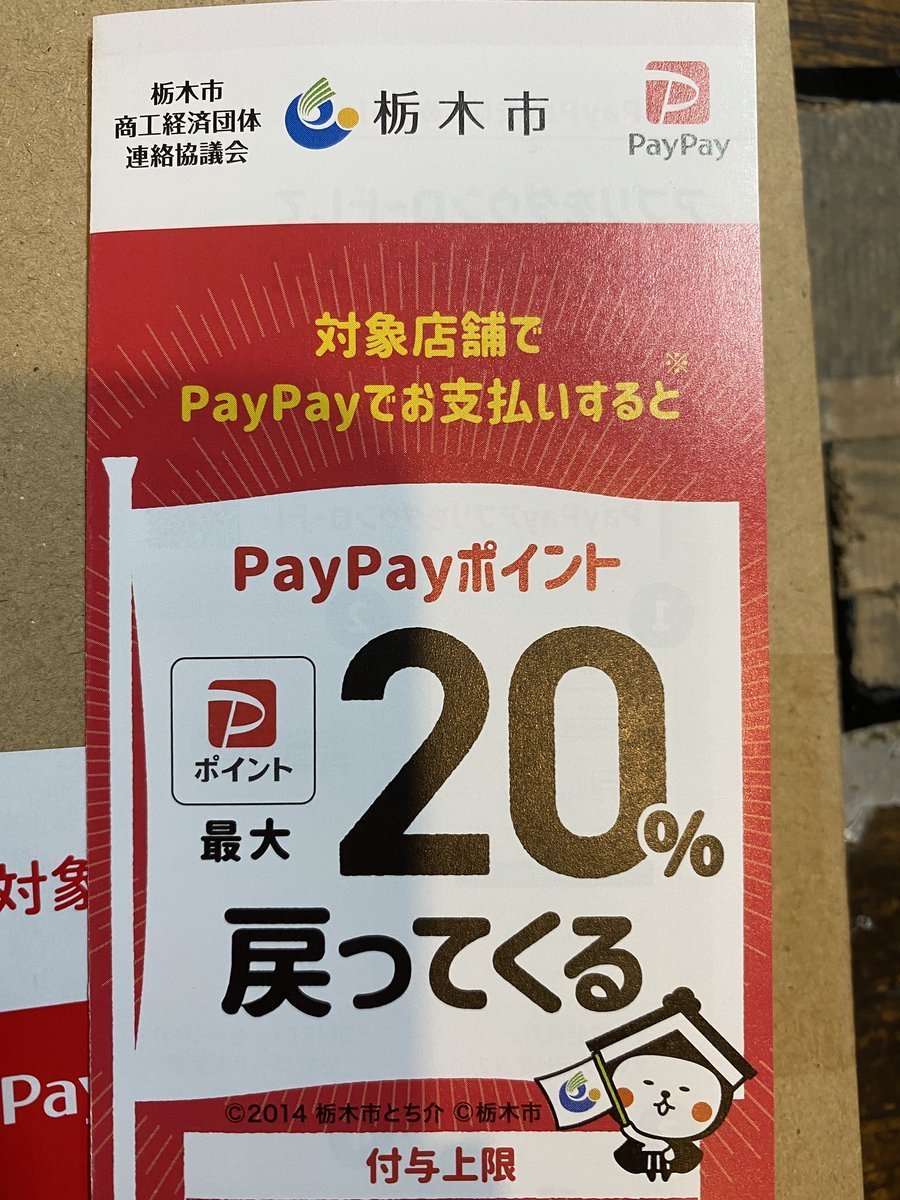 栃木市
商工経済団体
連絡協議会
栃木市
PayPay
対象店舗で
PayPayでお支払いすると※
PayPayポイント
ポイント
最大
20%
戻ってくる
©2014 栃木市とち介 ©栃木市
付与上限
対象
Pay